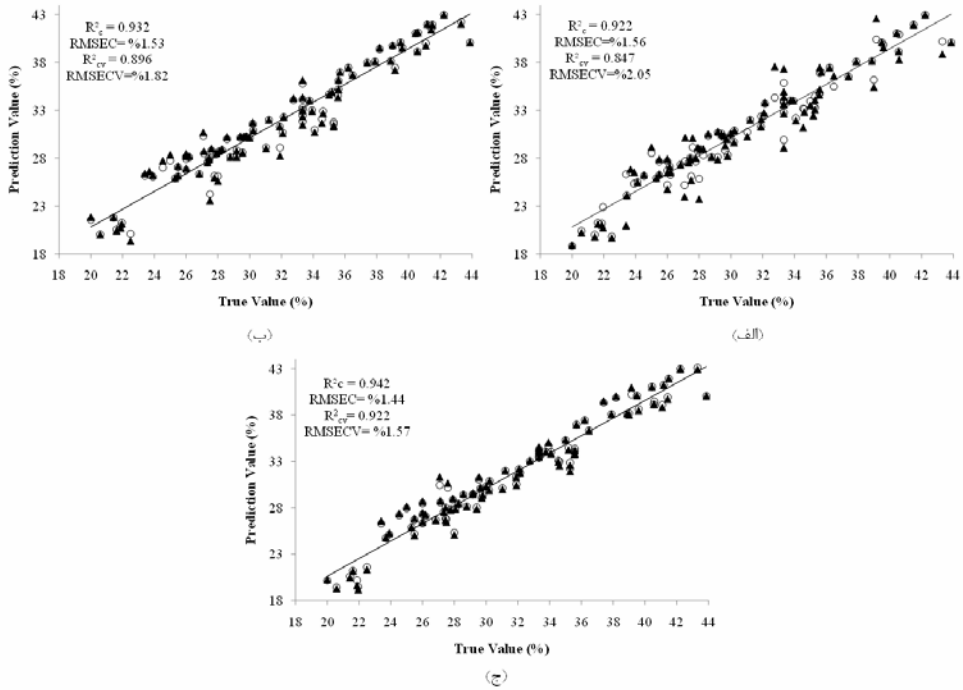 R²c = 0.932
RMSEC= %1.53
R²cv = 0.896
RMSECV=%1.82
Prediction Value (%)
43
38
33
28
23
18
18 20 22 24 26 28 30 32 34 36 38 40 42 44
True Value (%)
(ب)
R²c = 0.922
RMSEC= %1.56
R²cv = 0.847
RMSECV=%2.05
Prediction Value (%)
43
38
33
28
23
18
18 20 22 24 26 28 30 32 34 36 38 40 42 44
True Value (%)
(الف)
R²c = 0.942
RMSEC= %1.44
R²cv = 0.922
RMSECV= %1.57
Prediction Value (%)
43
38
33
28
23
18
18 20 22 24 26 28 30 32 34 36 38 40 42 44
True Value (%)
(ج)